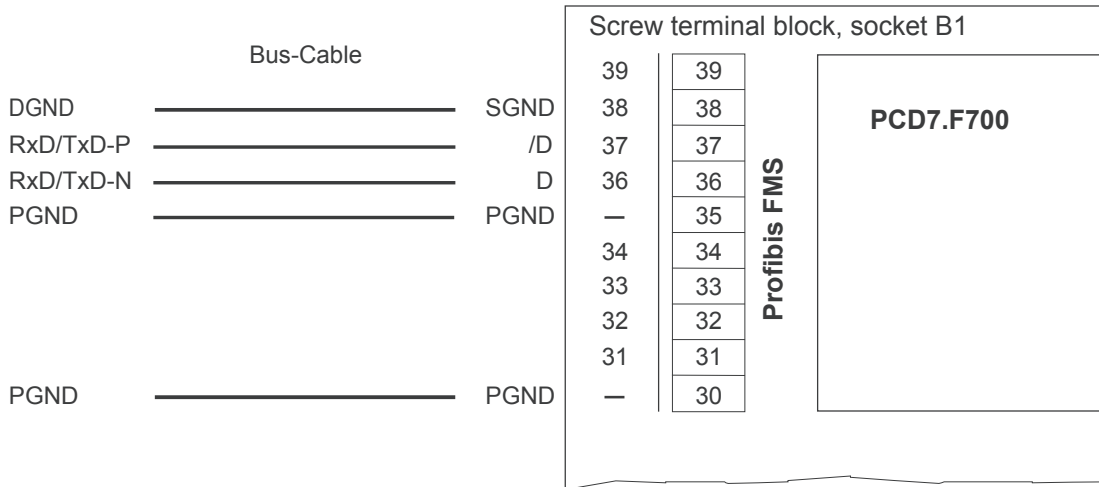 Screw terminal block, socket B1
Bus-Cable
39 39
DGND SGND 38 38 PCD7.F700
RxD/TxD-P /D 37 37
RxD/TxD-N D 36 36
PGND PGND — 35
34 34
33 33
32 32
31 31
PGND PGND — 30
Profibis FMS